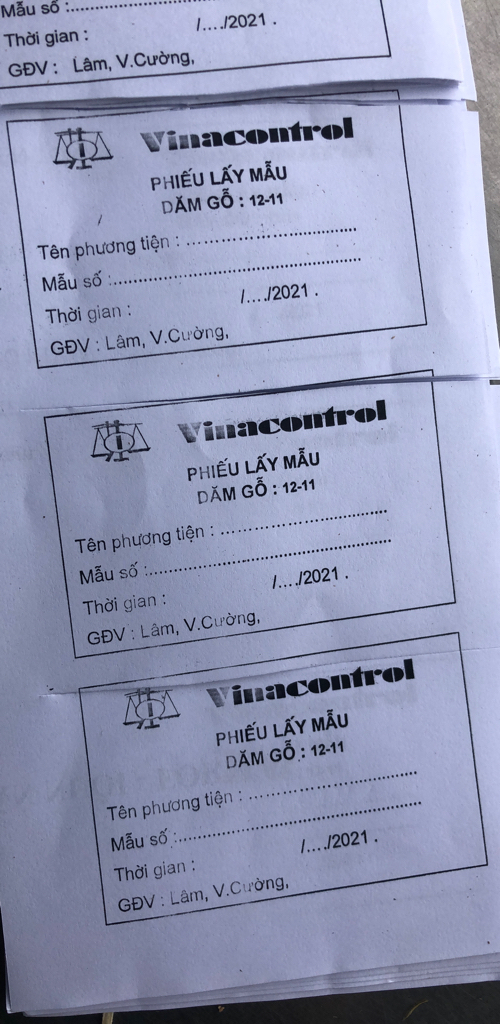 Mẫu số :................................................
Thời gian : /..../2021 .
GĐV : Lâm, V.Cường,
Vinacontrol
PHIẾU LẤY MẪU
DĂM GỖ : 12-11
Tên phương tiện : .......................................
Mẫu số :.......................................................
Thời gian : /..../2021 .
GĐV : Lâm, V.Cường,
Vinacontrol
PHIẾU LẤY MẪU
DĂM GỖ : 12-11
Tên phương tiện : .......................................
Mẫu số :.......................................................
Thời gian : /..../2021 .
GĐV : Lâm, V.Cường,
Vinacontrol
PHIẾU LẤY MẪU
DĂM GỖ : 12-11
Tên phương tiện : .......................................
Mẫu số :.......................................................
Thời gian : /..../2021 .
GĐV : Lâm, V.Cường,